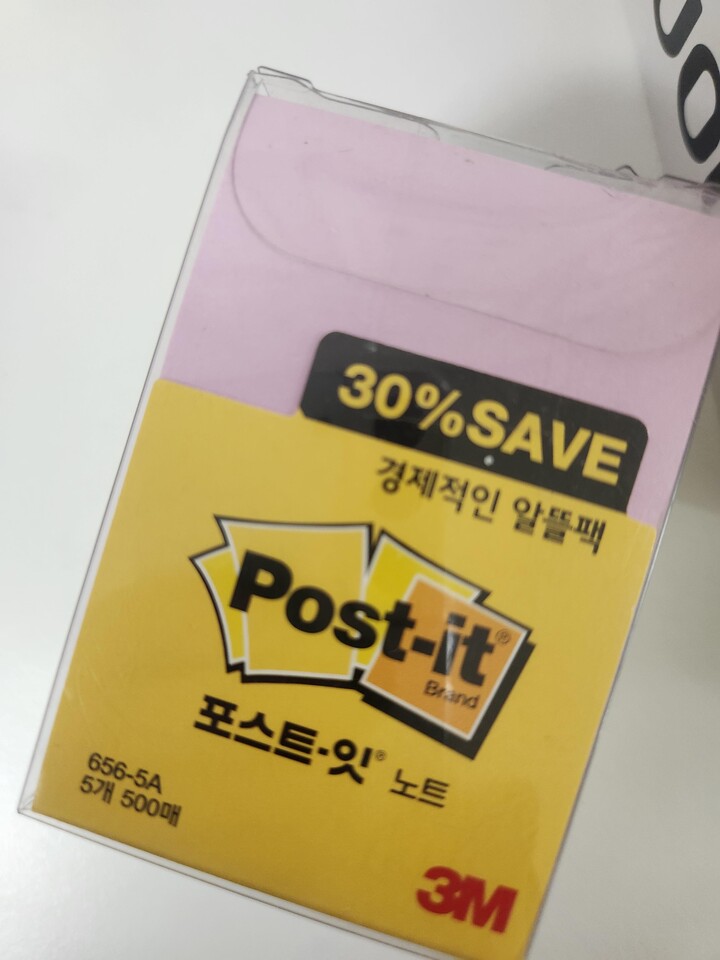 30%SAVE
경제적인 알뜰팩
Post-it®
Brand
포스트-잇® 노트
656-5A
5개 500매
3M